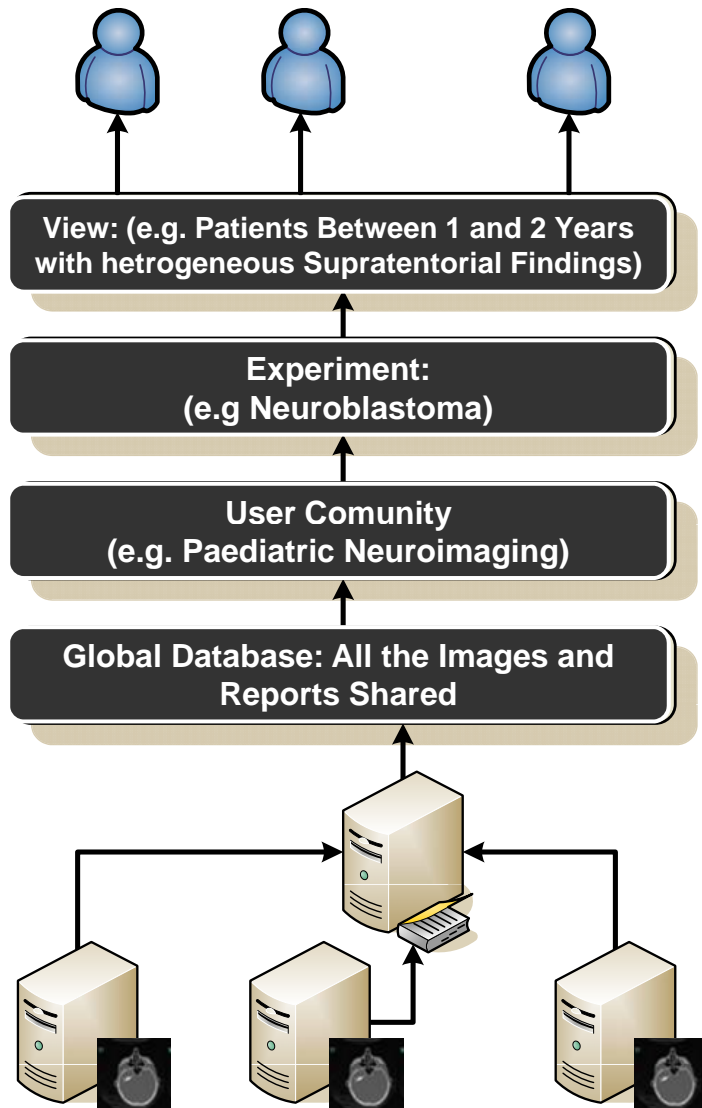 View: (e.g. Patients Between 1 and 2 Years
with hetrogeneous Supratentorial Findings)
Experiment:
(e.g Neuroblastoma)
User Comunity
(e.g. Paediatric Neuroimaging)
Global Database: All the Images and
Reports Shared